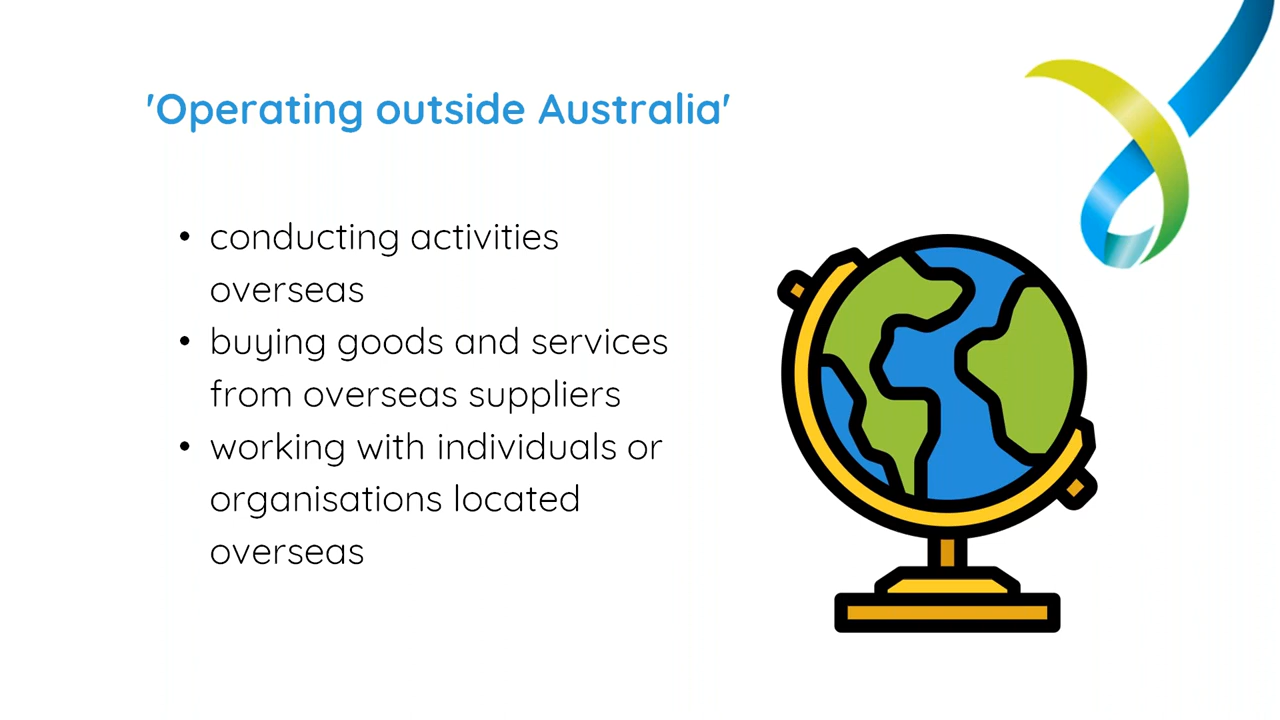 'Operating outside Australia'
• conducting activities
overseas
• buying goods and services
from overseas suppliers
• working with individuals or
organisations located
overseas